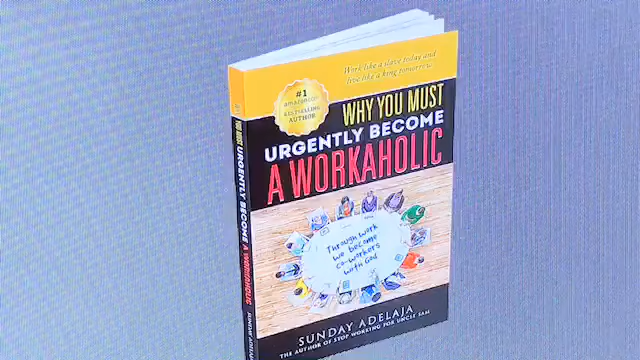 Work like a slave today and
live like a king tomorrow
#1
amazon.com
BESTSELLING
AUTHOR
WHY YOU MUST
URGENTLY BECOME
A WORKAHOLIC
Through work
we become
co-workers
with God
SUNDAY ADELAJA
THE AUTHOR OF STOP WORKING FOR UNCLE SAM
YOU MUST URGENTLY BECOME A WORKAHOLIC
SUNDAY